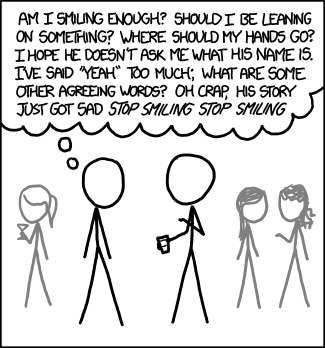 AM I SMILING ENOUGH? SHOULD I BE LEANING
ON SOMETHING? WHERE SHOULD MY HANDS GO?
I HOPE HE DOESN'T ASK ME WHAT HIS NAME IS.
I'VE SAID "YEAH" TOO MUCH; WHAT ARE SOME
OTHER AGREEING WORDS? OH CRAP, HIS STORY
JUST GOT SAD STOP SMILING STOP SMILING